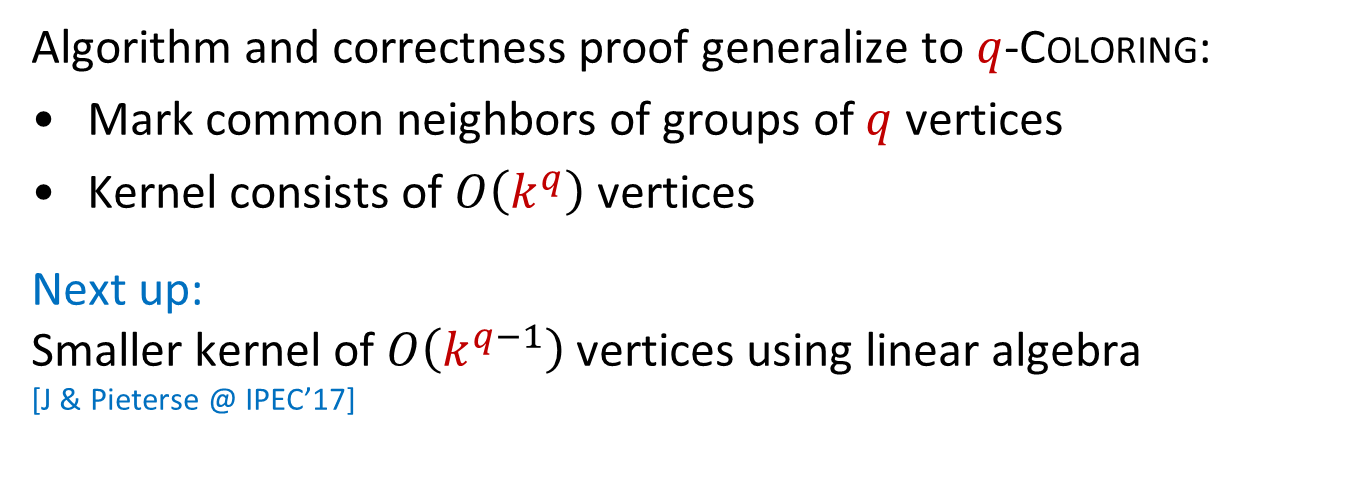 Algorithm and correctness proof generalize to q-COLORING:
• Mark common neighbors of groups of q vertices
• Kernel consists of O(k^q) vertices
Next up:
Smaller kernel of O(k^{q−1}) vertices using linear algebra
[J & Pieterse @ IPEC’17]